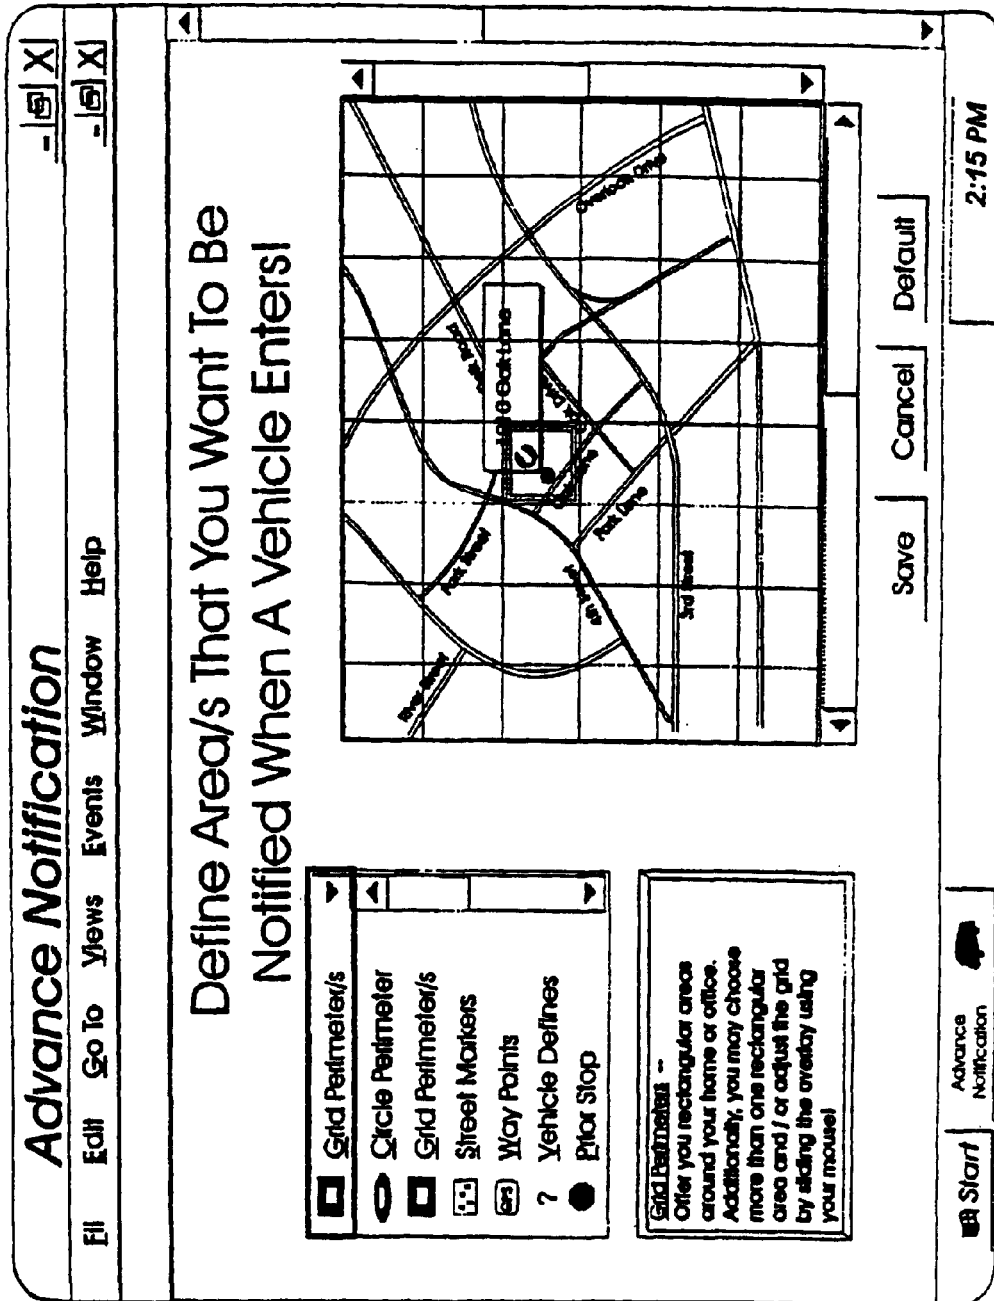 Advance Notification
Fil Edit Go To Views Events Window Help
Define Area/s That You Want To Be
Notified When A Vehicle Enters!
Grid Perimeter/s
Circle Perimeter
Grid Perimeter/s
Street Markers
GPS Way Points
? Vehicle Defines
Prior Stop
Grid Perimeters --
Offer you rectangular areas
around your home or office.
Additionally, you may choose
more than one rectangular
area and / or adjust the grid
by sliding the overlay using
your mouse!
River Street
Park Street
Oak Lane
Overlook Drive
Park Lane
3rd Street
Save Cancel Default
Start
Advance
Notification
2:15 PM